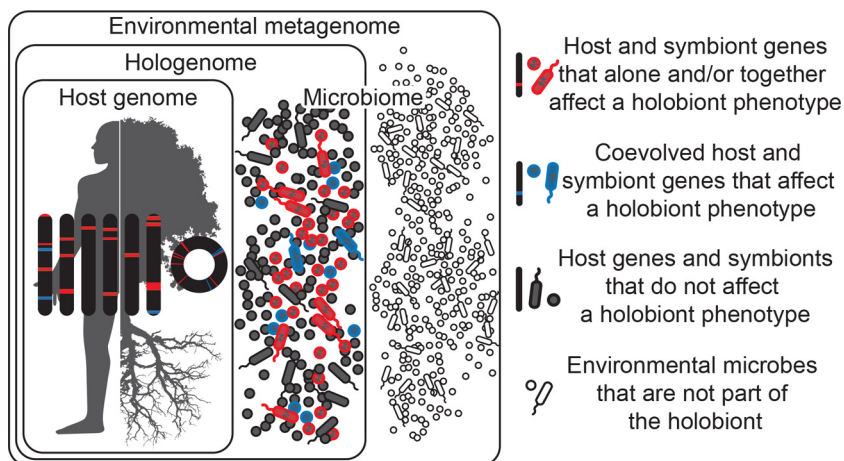 Environmental metagenome
Hologenome
Host genome
Microbiome
Host and symbiont genes
that alone and/or together
affect a holobiont phenotype
Coevolved host and
symbiont genes that affect
a holobiont phenotype
Host genes and symbionts
that do not affect
a holobiont phenotype
Environmental microbes
that are not part of
the holobiont